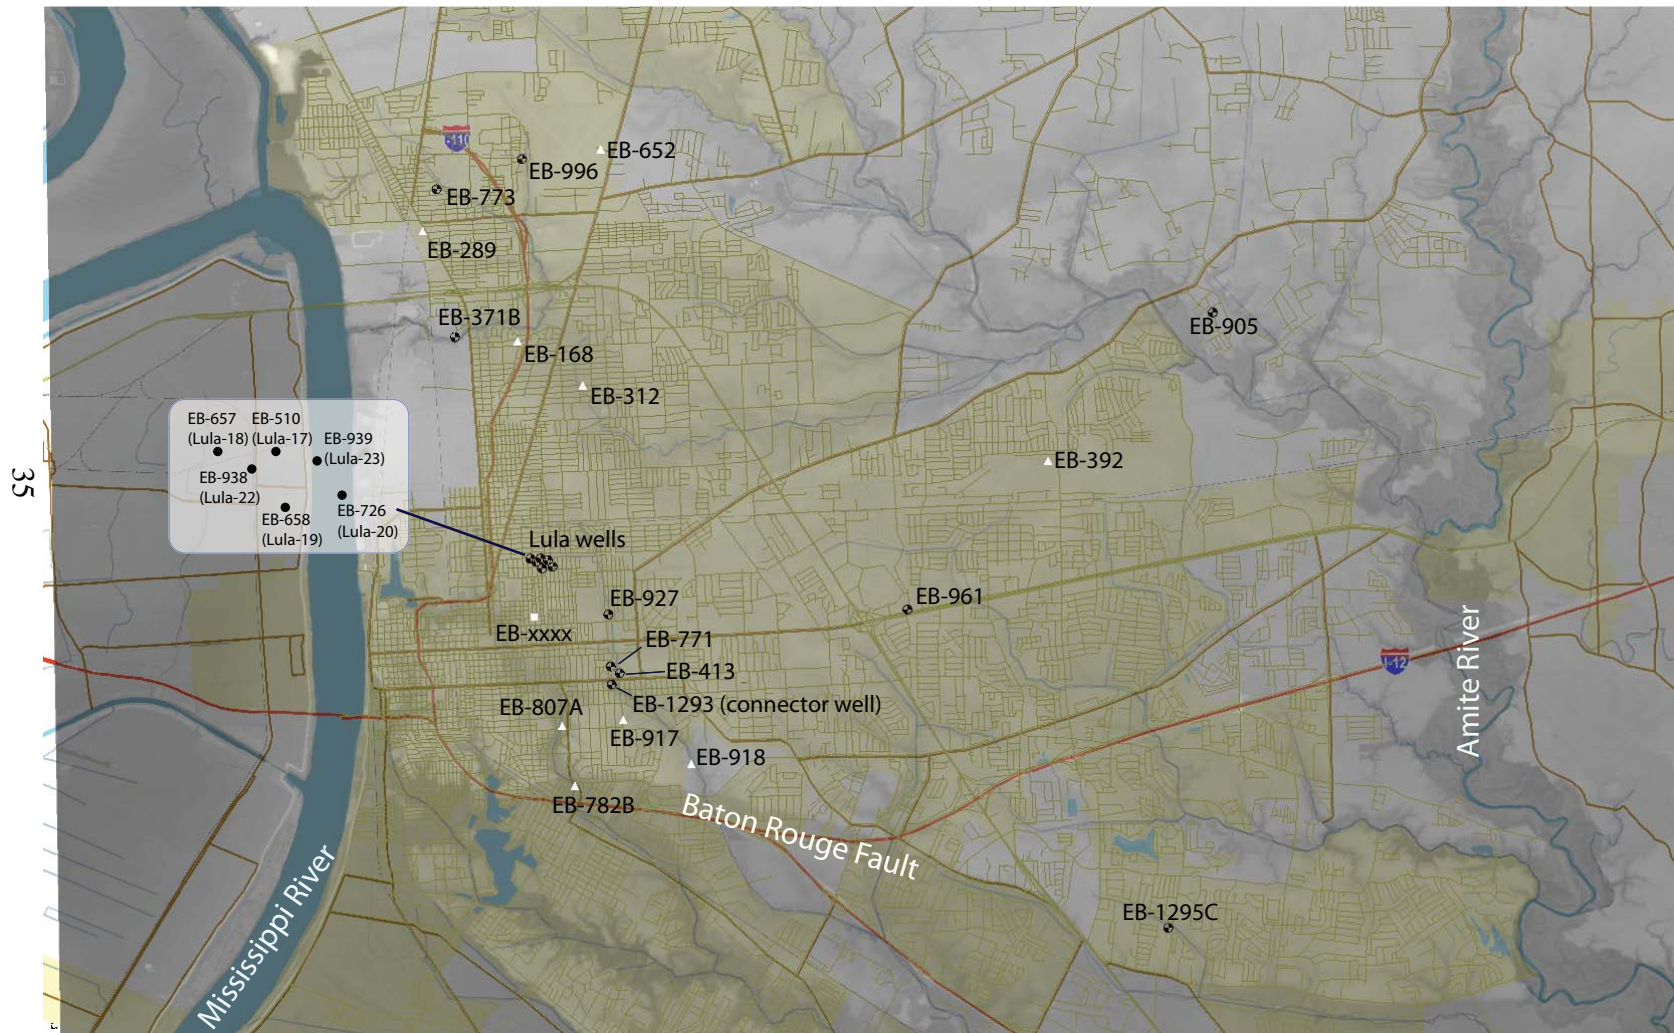 I-110
EB-652
EB-996
EB-773
EB-289
EB-371B
EB-905
EB-168
EB-312
EB-657
(Lula-18)
EB-510
(Lula-17)
EB-939
(Lula-23)
EB-392
EB-938
(Lula-22)
EB-658
(Lula-19)
EB-726
(Lula-20)
35
Lula wells
EB-927
EB-961
EB-xxxx
EB-771
EB-413
I-12
Amite River
EB-1293 (connector well)
EB-807A
EB-917
EB-918
EB-782B
Baton Rouge Fault
Mississippi River
EB-1295C